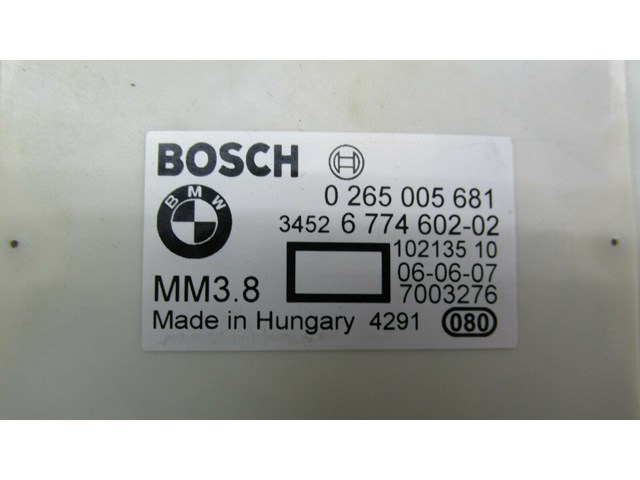 BOSCH
BMW
0 265 005 681
3452 6 774 602-02
102135 10
06-06-07
MM3.8 7003276
Made in Hungary 4291 080